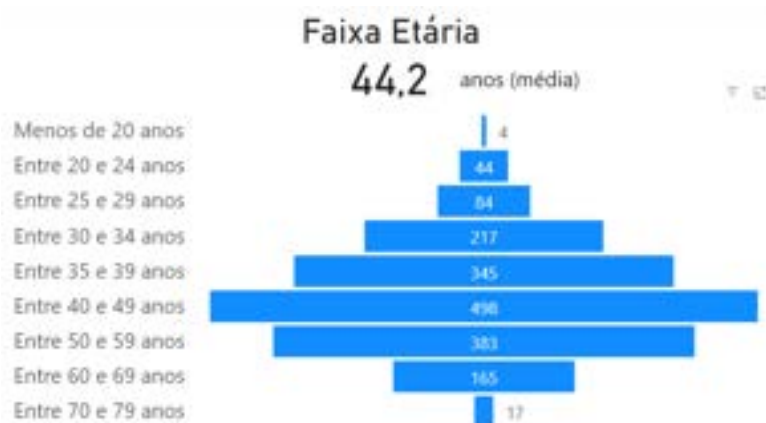 Faixa Etária
44,2 anos (média)
Menos de 20 anos 4
Entre 20 e 24 anos 44
Entre 25 e 29 anos 84
Entre 30 e 34 anos 217
Entre 35 e 39 anos 345
Entre 40 e 49 anos 498
Entre 50 e 59 anos 383
Entre 60 e 69 anos 165
Entre 70 e 79 anos 17